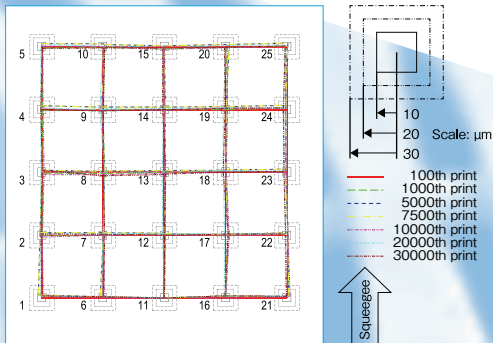 5 10 15 20 25
4 9 14 19 24
3 8 13 18 23
2 7 12 17 22
1 6 11 16 21
10
20 Scale: μm
30
100th print
1000th print
5000th print
7500th print
10000th print
20000th print
30000th print
Squeegee